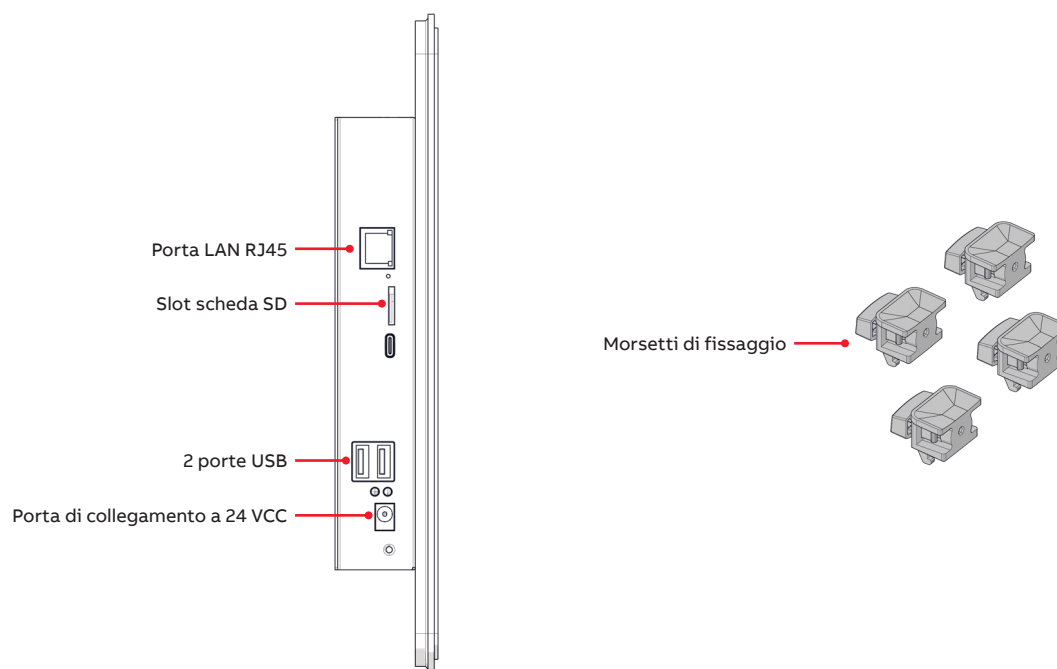 Porta LAN RJ45
Slot scheda SD
Morsetti di fissaggio
2 porte USB
Porta di collegamento a 24 VCC